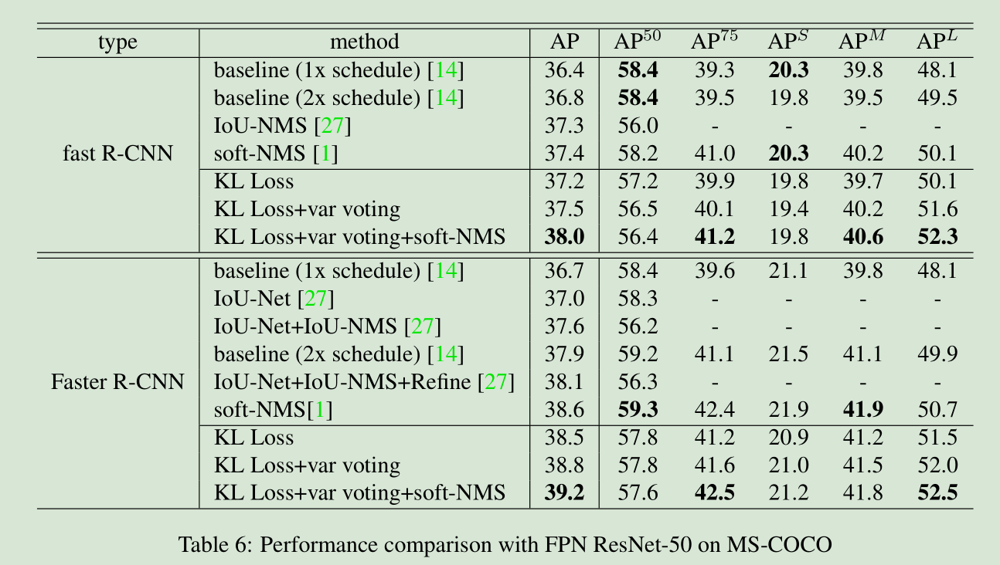 type method AP AP^50 AP^75 AP^S AP^M AP^L
baseline (1x schedule) [14] 36.4 58.4 39.3 20.3 39.8 48.1
baseline (2x schedule) [14] 36.8 58.4 39.5 19.8 39.5 49.5
IoU-NMS [27] 37.3 56.0 - - - -
fast R-CNN soft-NMS [1] 37.4 58.2 41.0 20.3 40.2 50.1
KL Loss 37.2 57.2 39.9 19.8 39.7 50.1
KL Loss+var voting 37.5 56.5 40.1 19.4 40.2 51.6
KL Loss+var voting+soft-NMS 38.0 56.4 41.2 19.8 40.6 52.3
baseline (1x schedule) [14] 36.7 58.4 39.6 21.1 39.8 48.1
IoU-Net [27] 37.0 58.3 - - - -
IoU-Net+IoU-NMS [27] 37.6 56.2 - - - -
baseline (2x schedule) [14] 37.9 59.2 41.1 21.5 41.1 49.9
Faster R-CNN IoU-Net+IoU-NMS+Refine [27] 38.1 56.3 - - - -
soft-NMS[1] 38.6 59.3 42.4 21.9 41.9 50.7
KL Loss 38.5 57.8 41.2 20.9 41.2 51.5
KL Loss+var voting 38.8 57.8 41.6 21.0 41.5 52.0
KL Loss+var voting+soft-NMS 39.2 57.6 42.5 21.2 41.8 52.5
Table 6: Performance comparison with FPN ResNet-50 on MS-COCO